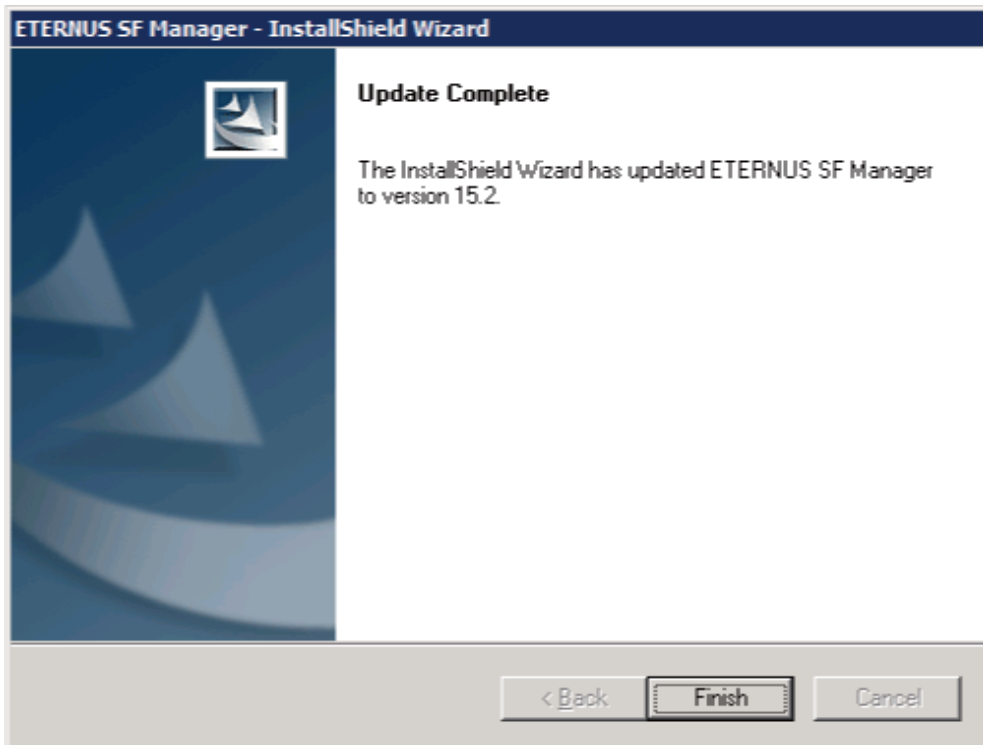 ETERNUS SF Manager - InstallShield Wizard
Update Complete
The InstallShield Wizard has updated ETERNUS SF Manager
to version 15.2.
< Back
Finish
Cancel